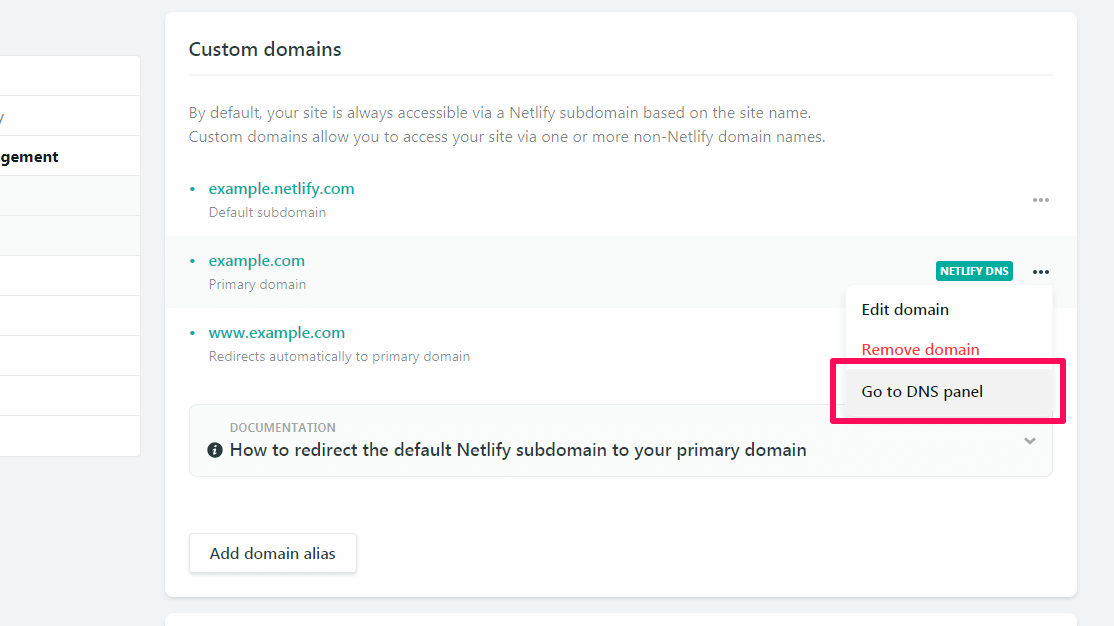 Custom domains
By default, your site is always accessible via a Netlify subdomain based on the site name.
Custom domains allow you to access your site via one or more non-Netlify domain names.
gement
example.netlify.com
Default subdomain
example.com
Primary domain
NETLIFY DNS
Edit domain
Remove domain
Go to DNS panel
www.example.com
Redirects automatically to primary domain
DOCUMENTATION
How to redirect the default Netlify subdomain to your primary domain
Add domain alias